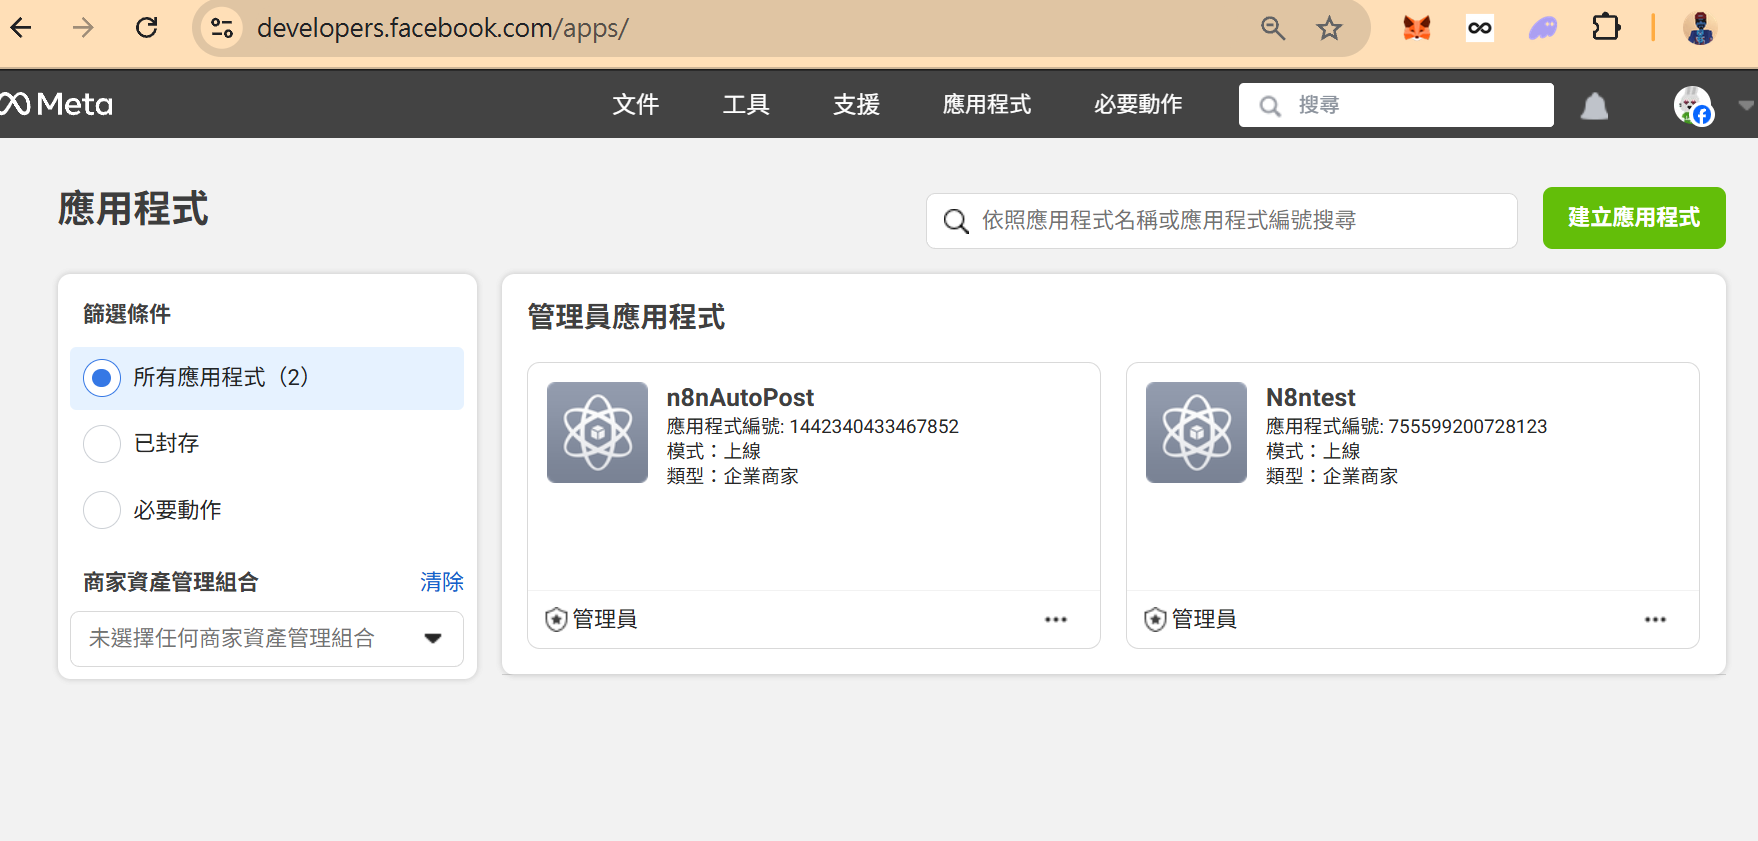 developers.facebook.com/apps/
Meta
文件 工具 支援 應用程式 必要動作 搜尋
應用程式
依照應用程式名稱或應用程式編號搜尋
建立應用程式
篩選條件
所有應用程式（2）
已封存
必要動作
商家資產管理組合 清除
未選擇任何商家資產管理組合
管理員應用程式
n8nAutoPost
應用程式編號: 1442340433467852
模式：上線
類型：企業商家
管理員
N8ntest
應用程式編號: 755599200728123
模式：上線
類型：企業商家
管理員